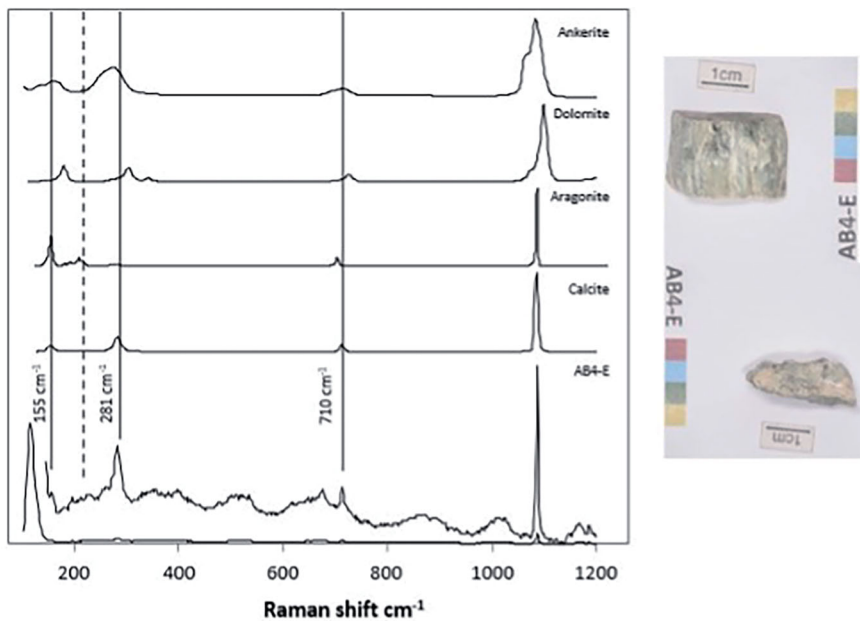 Ankerite
Dolomite
Aragonite
Calcite
AB4-E
155 cm-1
281 cm-1
710 cm-1
200 400 600 800 1000 1200
Raman shift cm-1
1cm
AB4-E
AB4-E
1cm